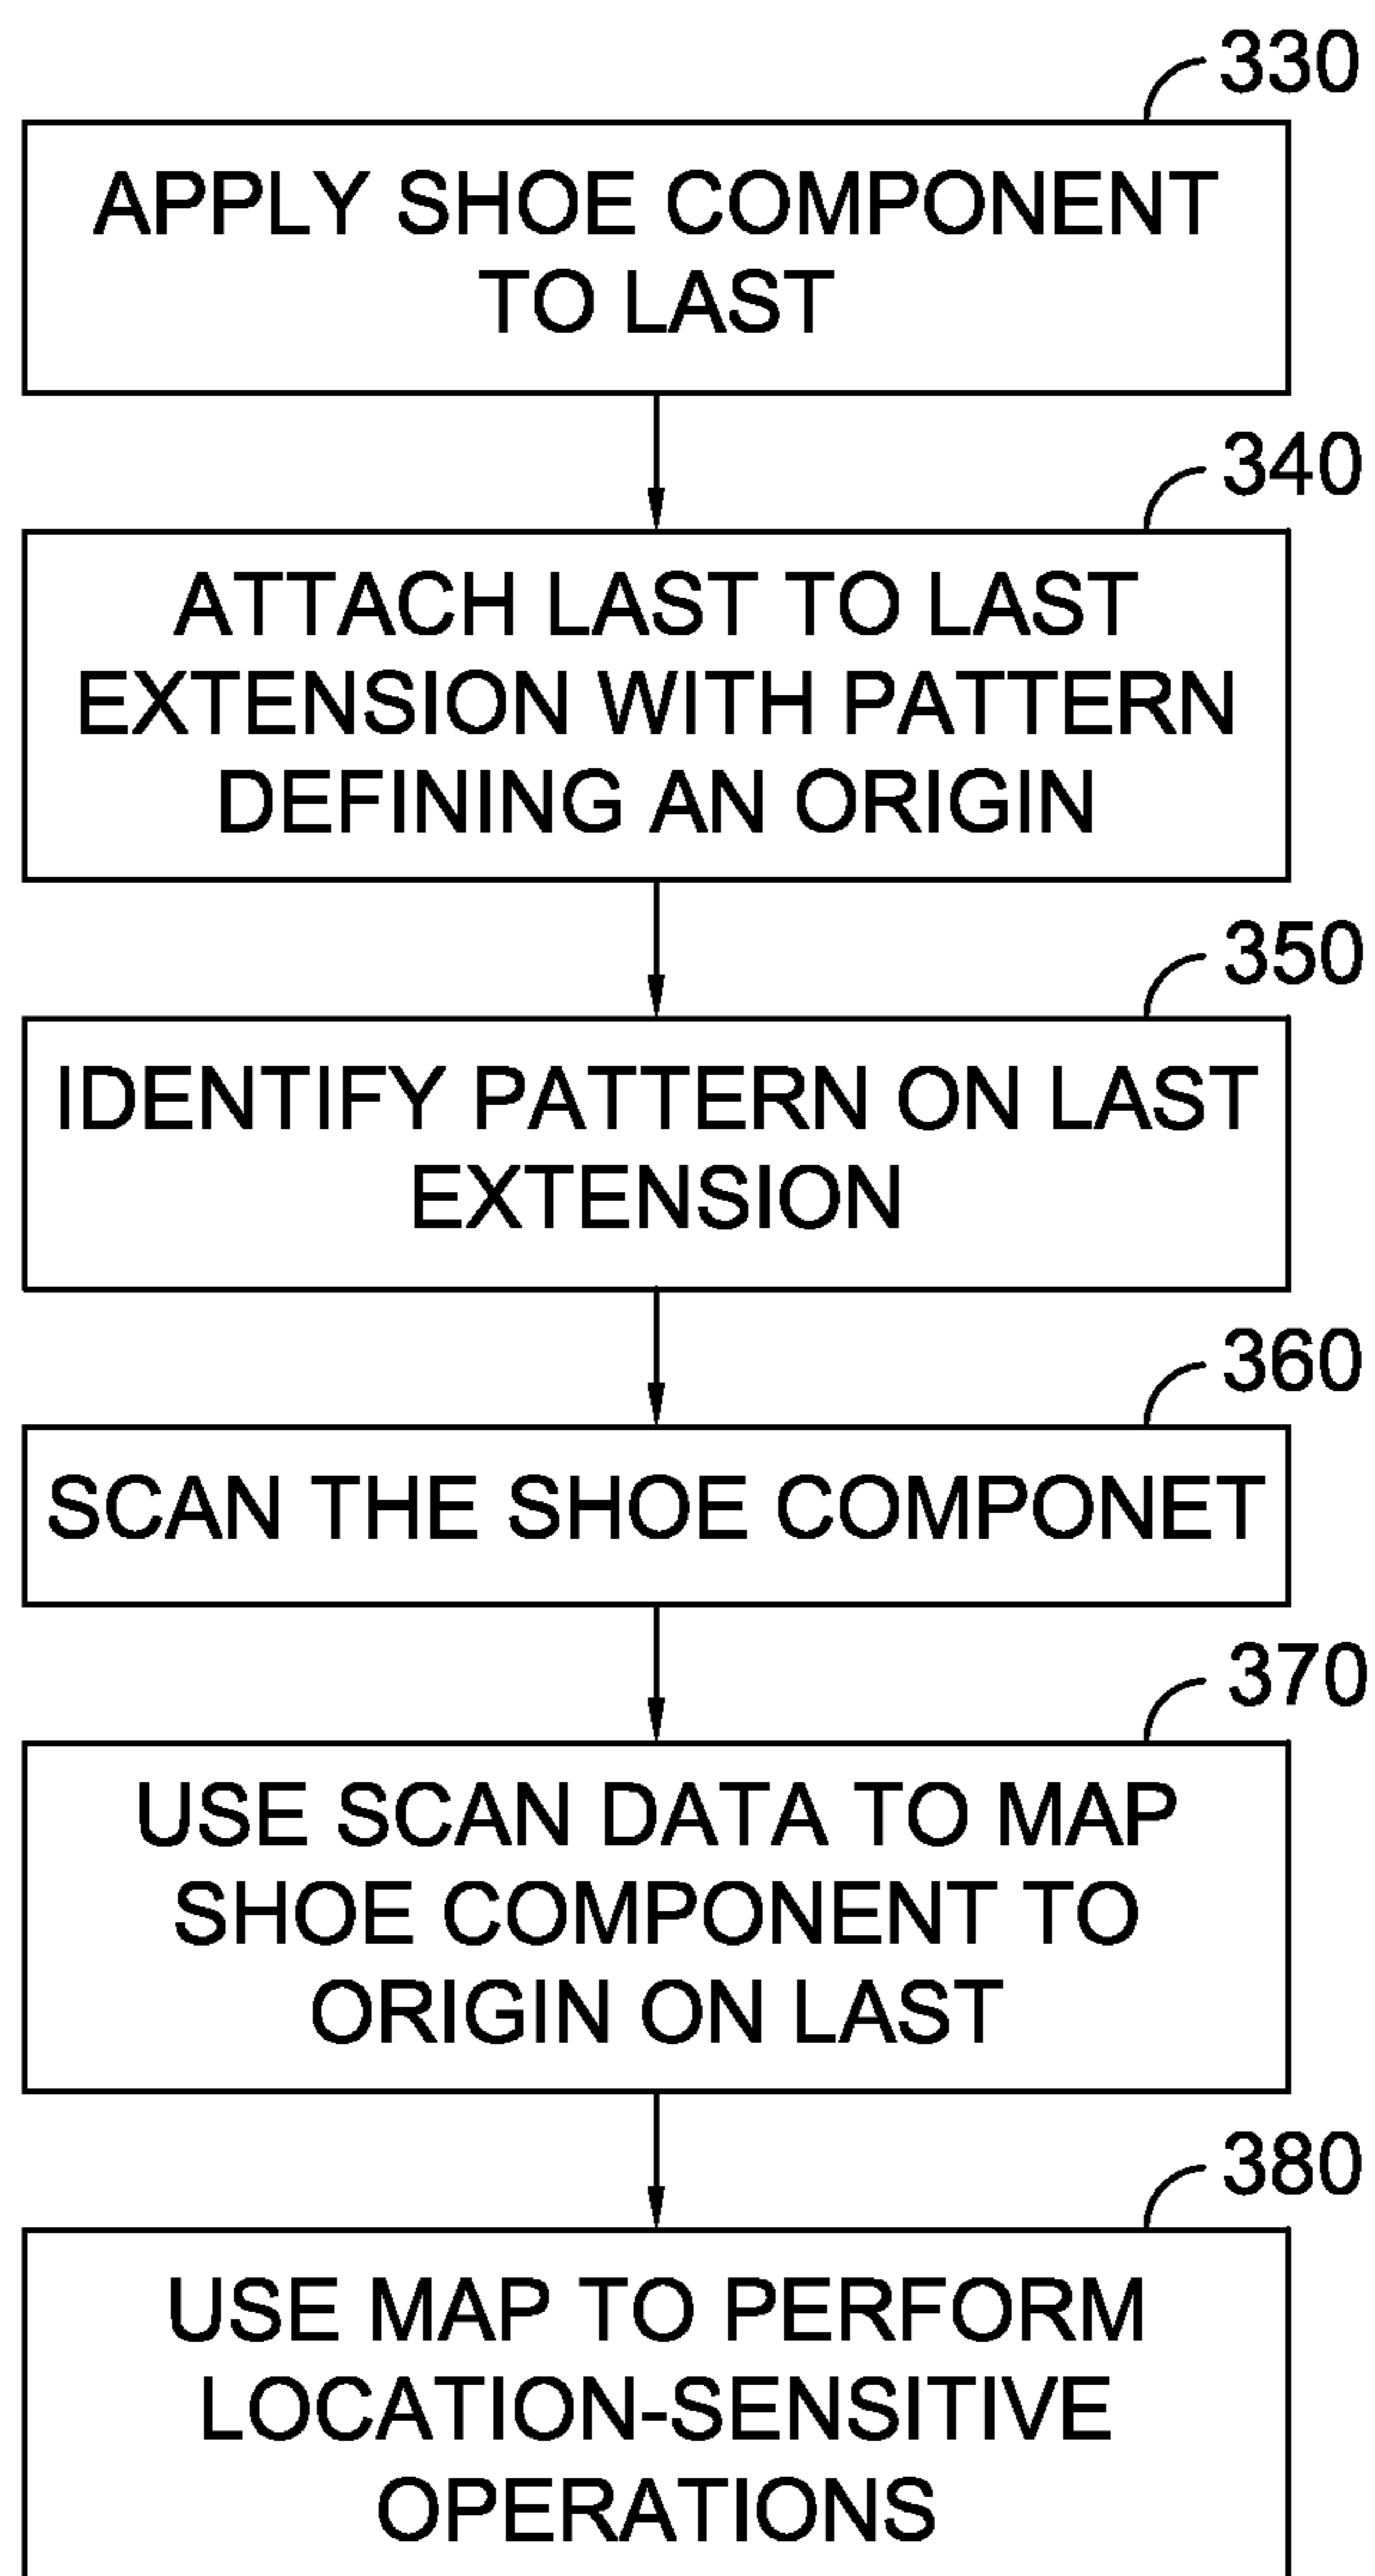 330
APPLY SHOE COMPONENT
TO LAST
340
ATTACH LAST TO LAST
EXTENSION WITH PATTERN
DEFINING AN ORIGIN
350
IDENTIFY PATTERN ON LAST
EXTENSION
360
SCAN THE SHOE COMPONET
370
USE SCAN DATA TO MAP
SHOE COMPONENT TO
ORIGIN ON LAST
380
USE MAP TO PERFORM
LOCATION-SENSITIVE
OPERATIONS